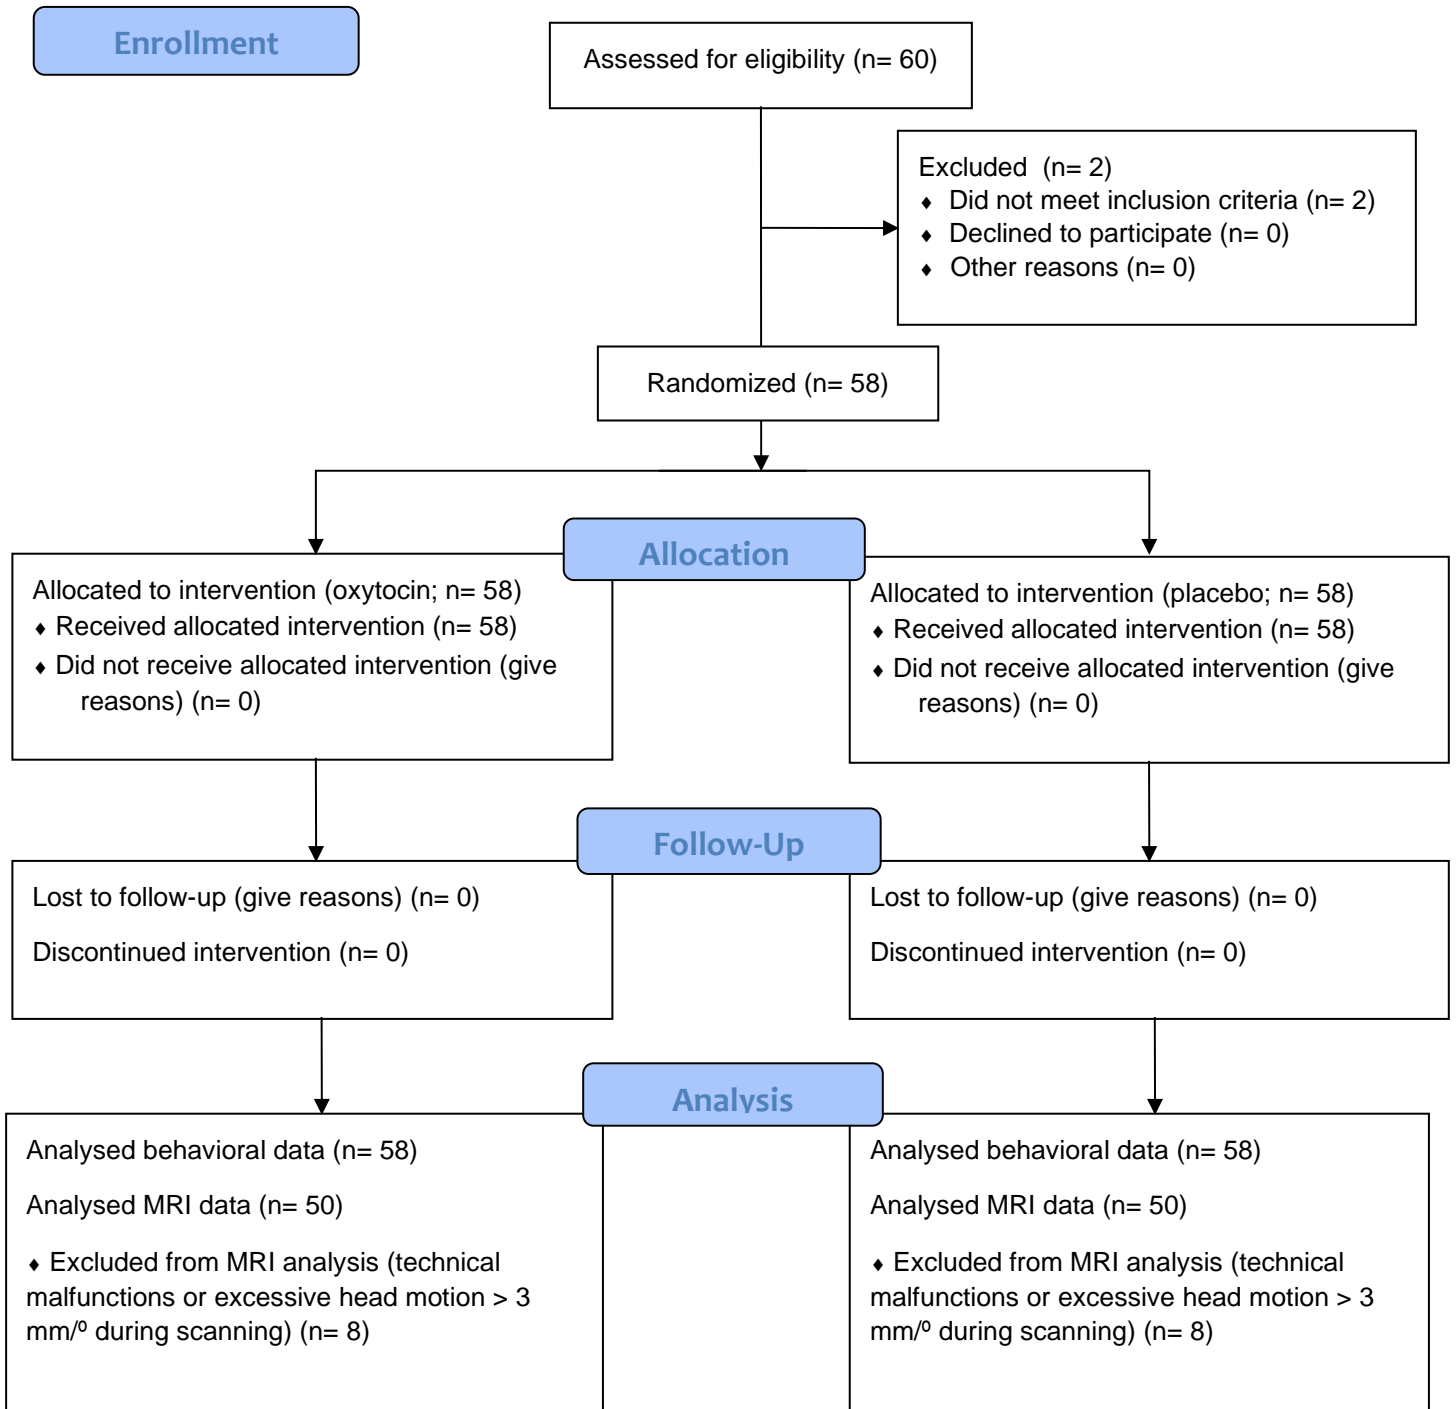 Enrollment
Assessed for eligibility (n= 60)
Excluded (n= 2)
♦ Did not meet inclusion criteria (n= 2)
♦ Declined to participate (n= 0)
♦ Other reasons (n= 0)
Randomized (n= 58)
Allocation
Allocated to intervention (oxytocin; n= 58)
♦ Received allocated intervention (n= 58)
♦ Did not receive allocated intervention (give
reasons) (n= 0)
Allocated to intervention (placebo; n= 58)
♦ Received allocated intervention (n= 58)
♦ Did not receive allocated intervention (give
reasons) (n= 0)
Follow-Up
Lost to follow-up (give reasons) (n= 0)
Discontinued intervention (n= 0)
Lost to follow-up (give reasons) (n= 0)
Discontinued intervention (n= 0)
Analysis
Analysed behavioral data (n= 58)
Analysed MRI data (n= 50)
♦ Excluded from MRI analysis (technical
malfunctions or excessive head motion > 3
mm/º during scanning) (n= 8)
Analysed behavioral data (n= 58)
Analysed MRI data (n= 50)
♦ Excluded from MRI analysis (technical
malfunctions or excessive head motion > 3
mm/º during scanning) (n= 8)